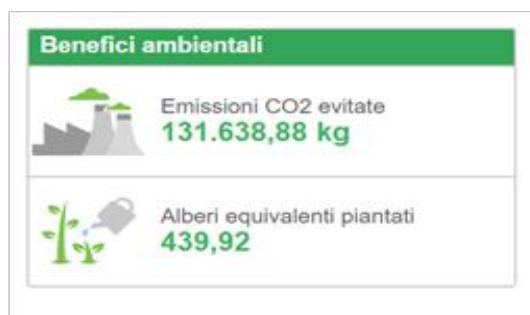 Benefici ambientali
Emissioni CO2 evitate
131.638,88 kg
Alberi equivalenti piantati
439,92